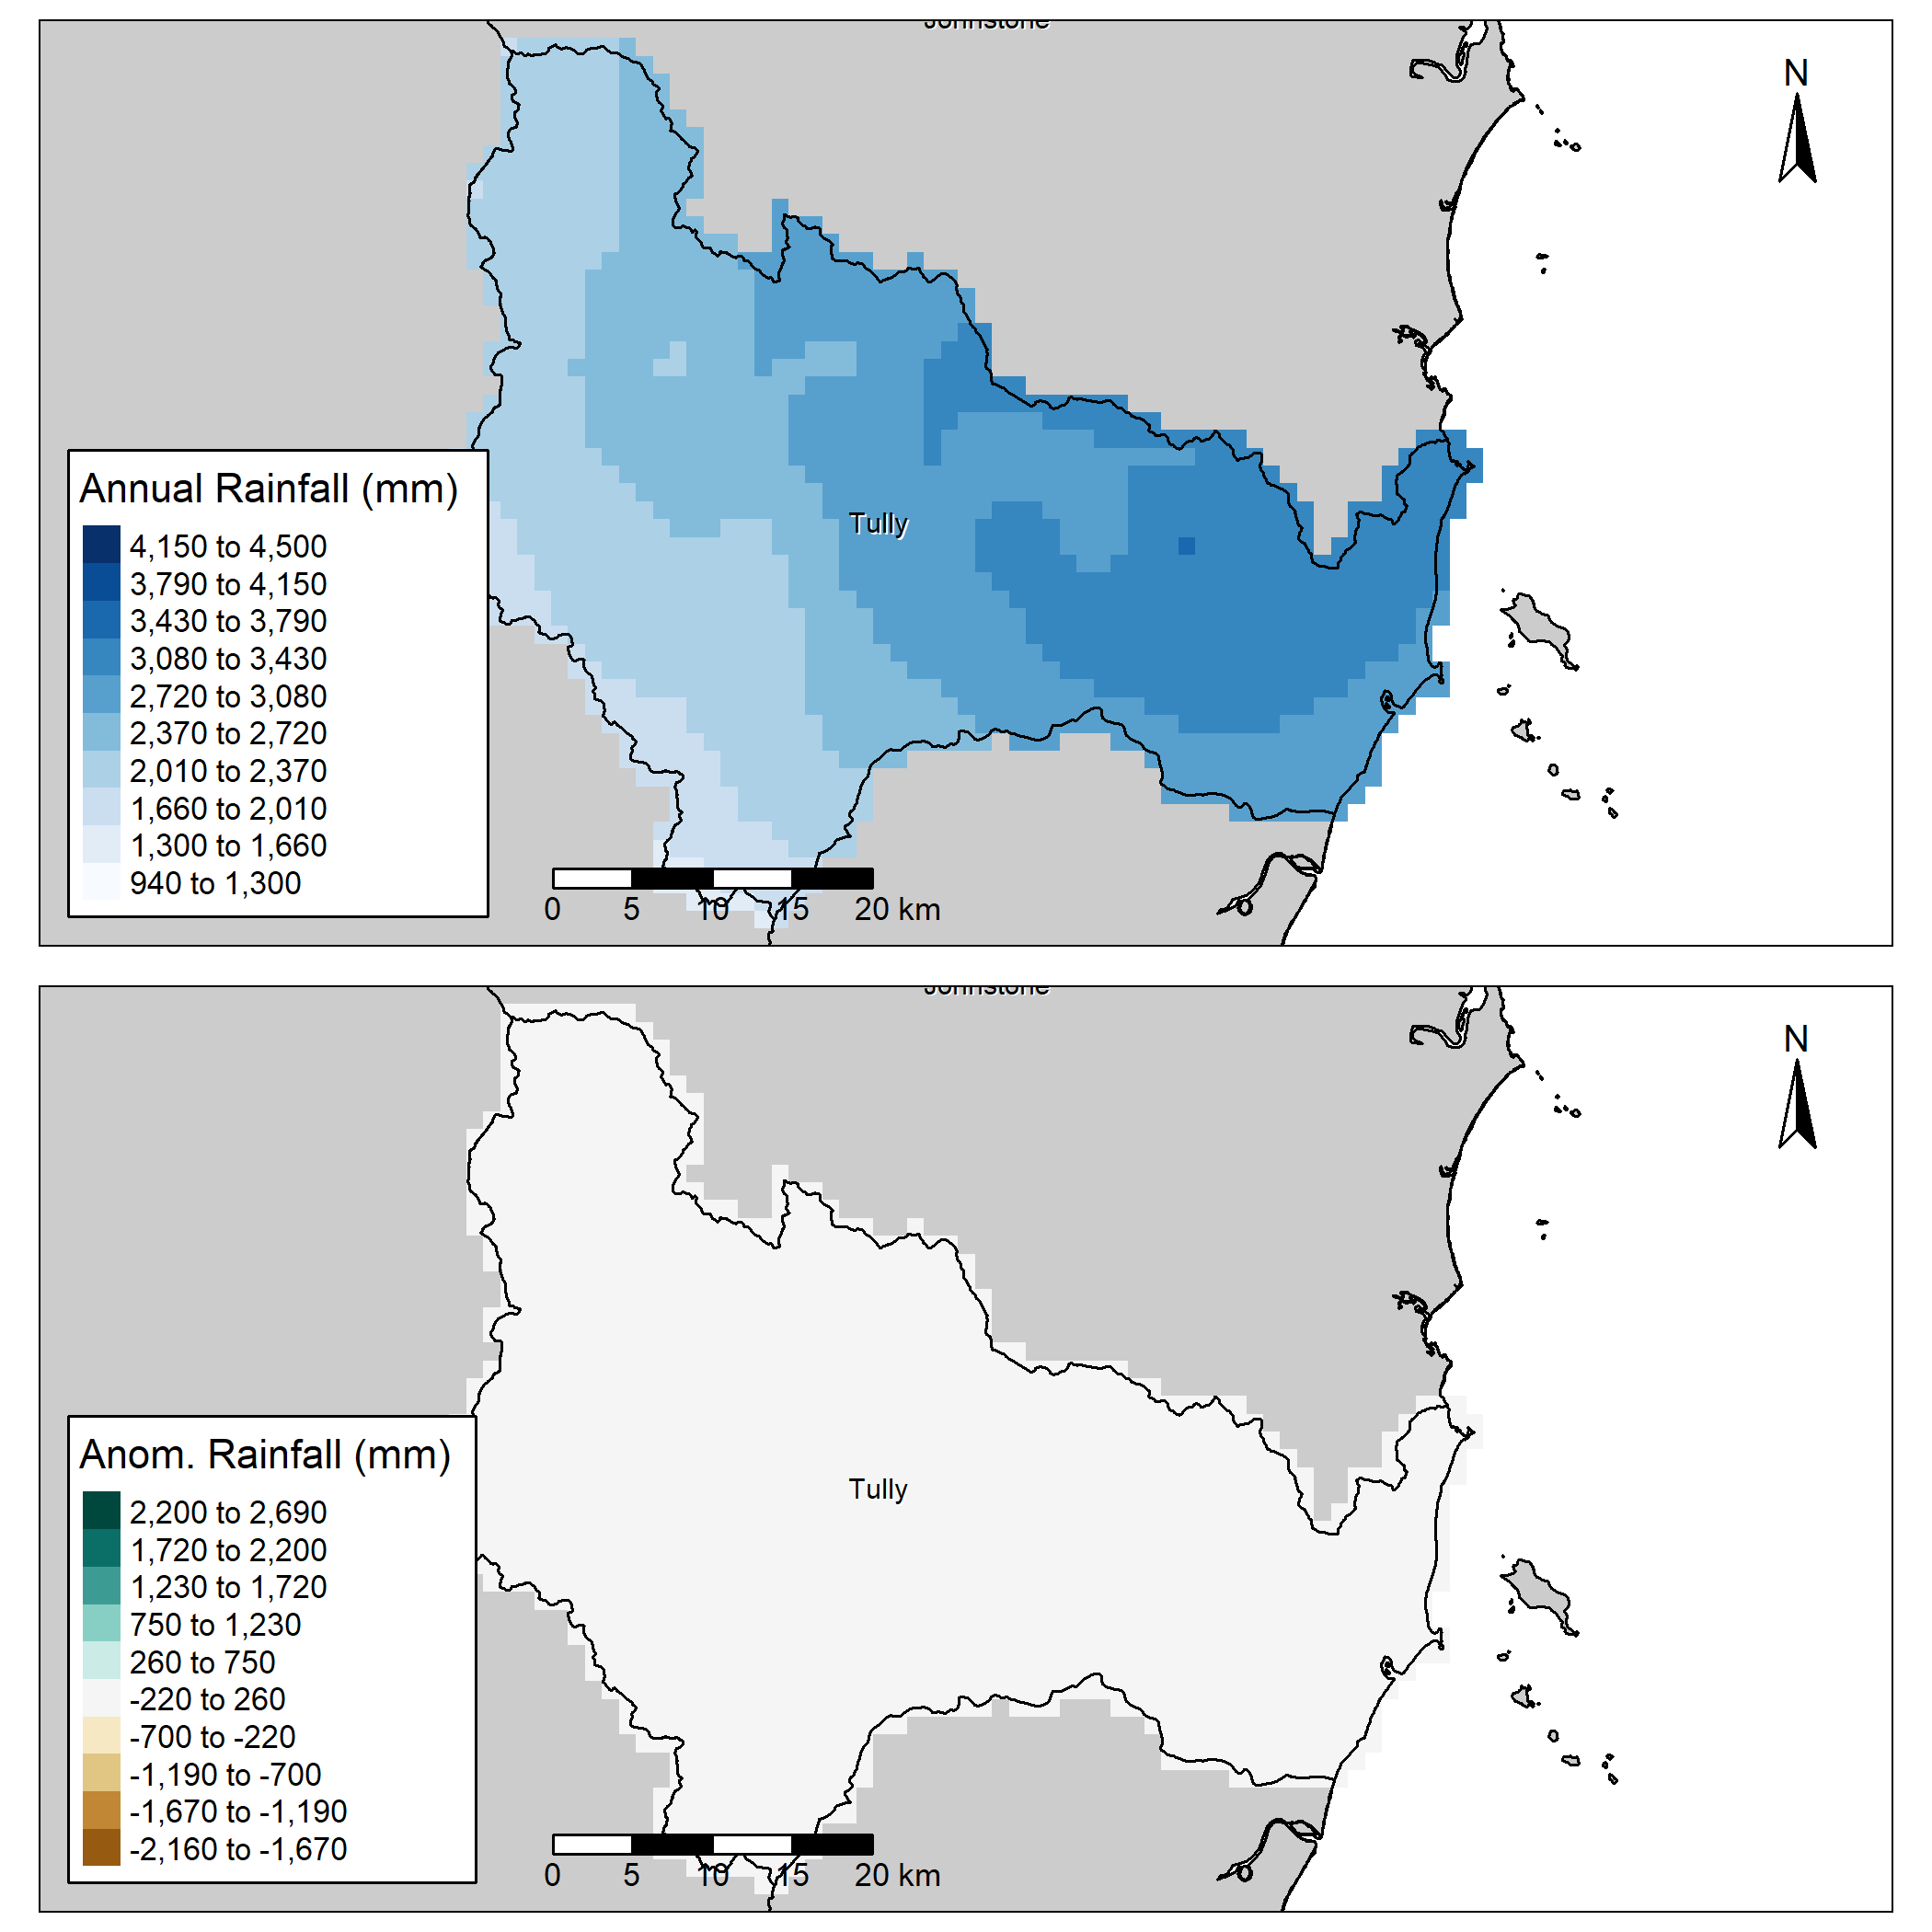 Johnstone
N
Tully
Annual Rainfall (mm)
4,150 to 4,500
3,790 to 4,150
3,430 to 3,790
3,080 to 3,430
2,720 to 3,080
2,370 to 2,720
2,010 to 2,370
1,660 to 2,010
1,300 to 1,660
940 to 1,300
0 5 10 15 20 km
Johnstone
N
Tully
Anom. Rainfall (mm)
2,200 to 2,690
1,720 to 2,200
1,230 to 1,720
750 to 1,230
260 to 750
-220 to 260
-700 to -220
-1,190 to -700
-1,670 to -1,190
-2,160 to -1,670
0 5 10 15 20 km